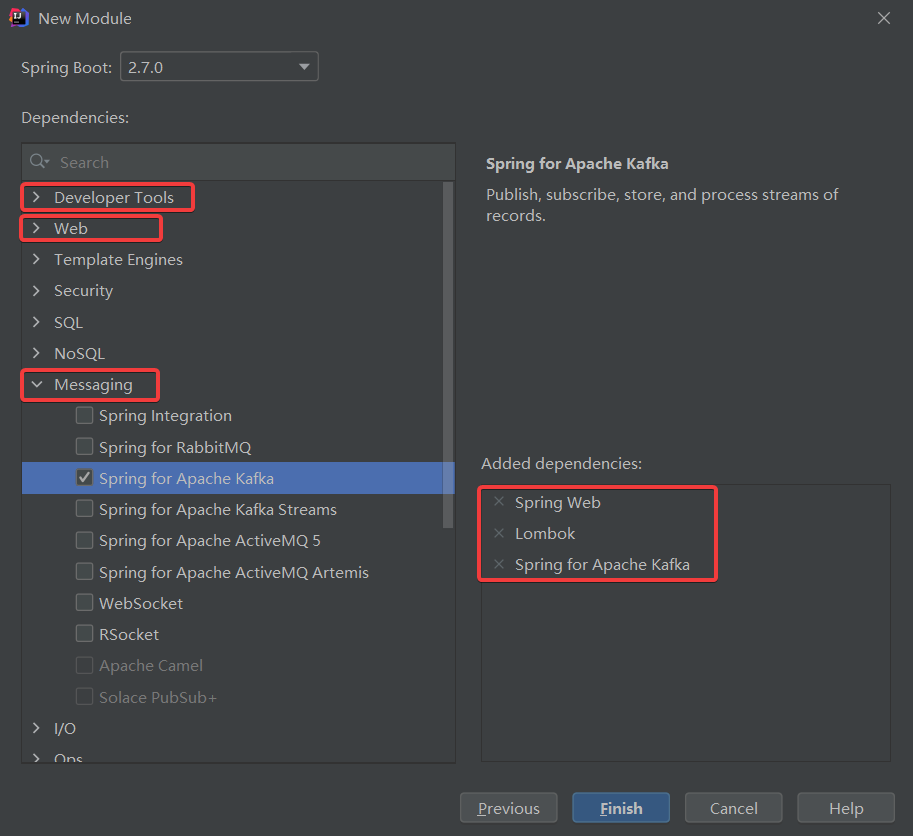 New Module
Spring Boot: 2.7.0
Dependencies:
Search
Developer Tools
Web
Template Engines
Security
SQL
NoSQL
Messaging
Spring Integration
Spring for RabbitMQ
Spring for Apache Kafka
Spring for Apache Kafka Streams
Spring for Apache ActiveMQ 5
Spring for Apache ActiveMQ Artemis
WebSocket
RSocket
Apache Camel
Solace PubSub+
I/O
Ops
Spring for Apache Kafka
Publish, subscribe, store, and process streams of
records.
Added dependencies:
Spring Web
Lombok
Spring for Apache Kafka
Previous
Finish
Cancel
Help